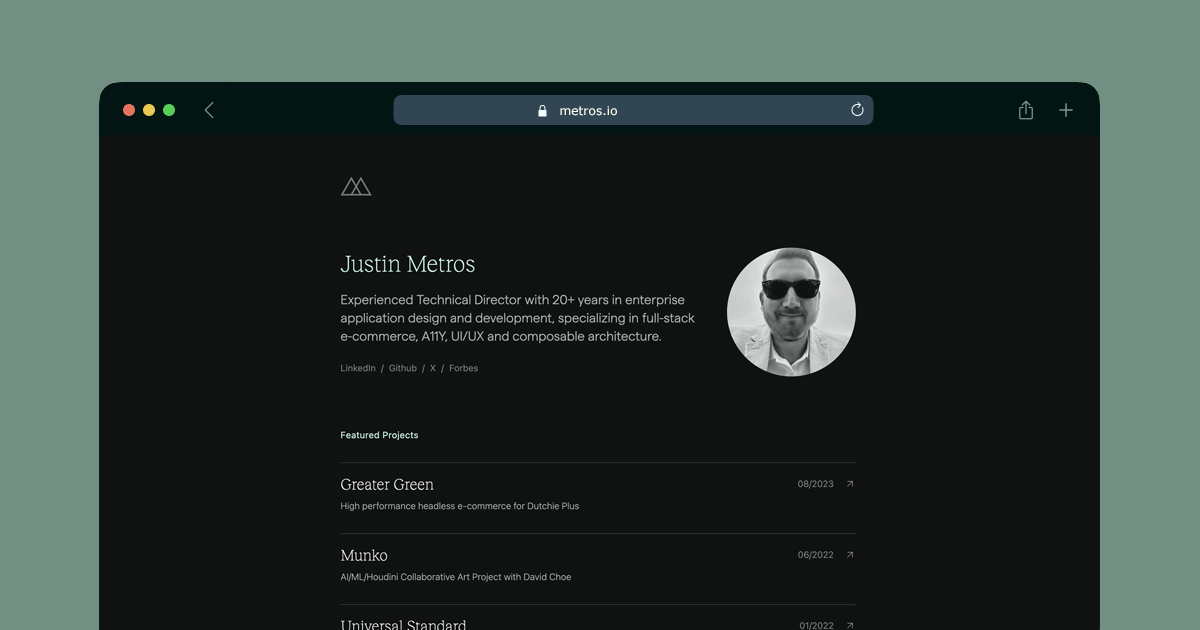 metros.io
Justin Metros
Experienced Technical Director with 20+ years in enterprise
application design and development, specializing in full-stack
e-commerce, A11Y, UI/UX and composable architecture.
LinkedIn / Github / X / Forbes
Featured Projects
Greater Green 08/2023
High performance headless e-commerce for Dutchie Plus
Munko 06/2022
AI/ML/Houdini Collaborative Art Project with David Choe
Universal Standard 01/2022